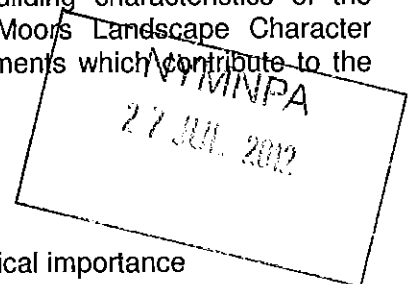 building characteristics of the
Moors Landscape Character
ments which contribute to the
NYMNPA
27 JUL 2012
ical importance